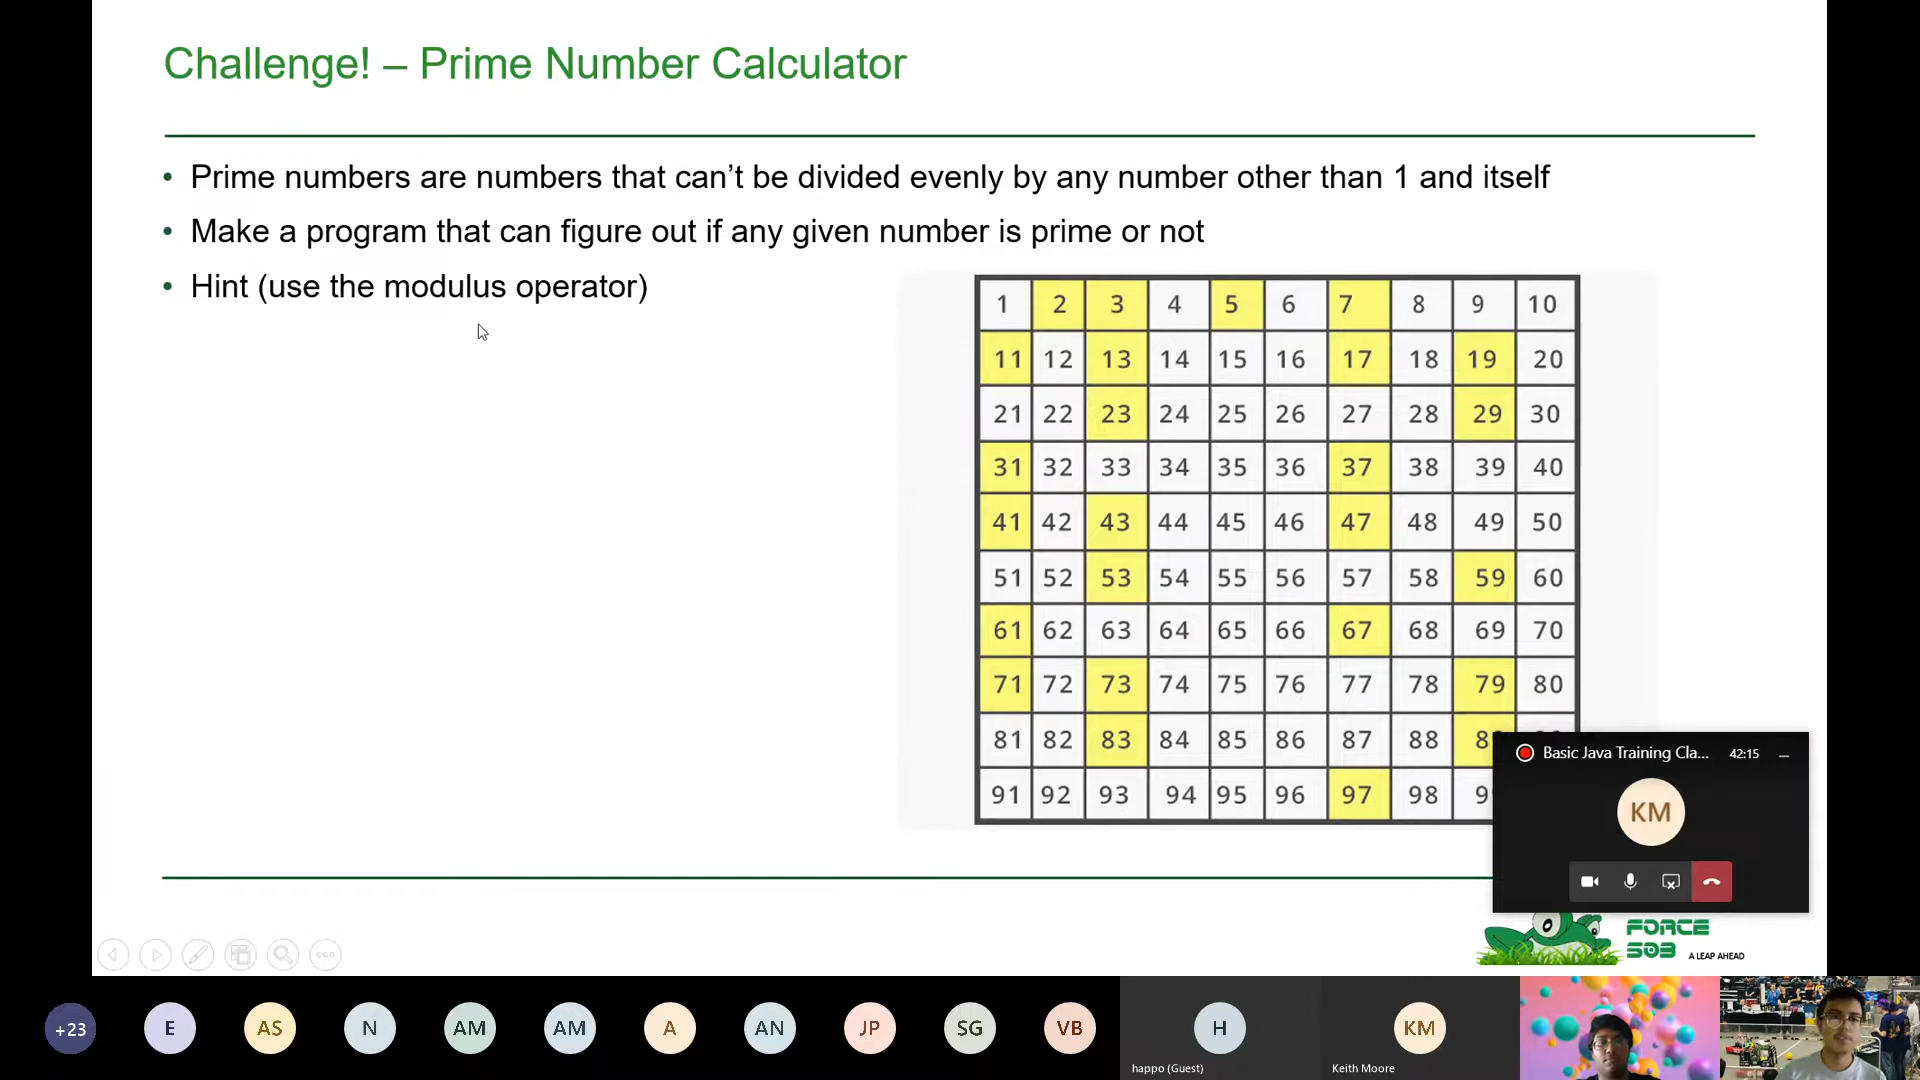 Challenge! – Prime Number Calculator
• Prime numbers are numbers that can’t be divided evenly by any number other than 1 and itself
• Make a program that can figure out if any given number is prime or not
• Hint (use the modulus operator)
1 2 3 4 5 6 7 8 9 10
11 12 13 14 15 16 17 18 19 20
21 22 23 24 25 26 27 28 29 30
31 32 33 34 35 36 37 38 39 40
41 42 43 44 45 46 47 48 49 50
51 52 53 54 55 56 57 58 59 60
61 62 63 64 65 66 67 68 69 70
71 72 73 74 75 76 77 78 79 80
81 82 83 84 85 86 87 88 8
91 92 93 94 95 96 97 98 9
Basic Java Training Cla... 42:15
KM
FORCE
503 A LEAP AHEAD
+23 E AS N AM AM A AN JP SG VB H KM
happo (Guest) Keith Moore